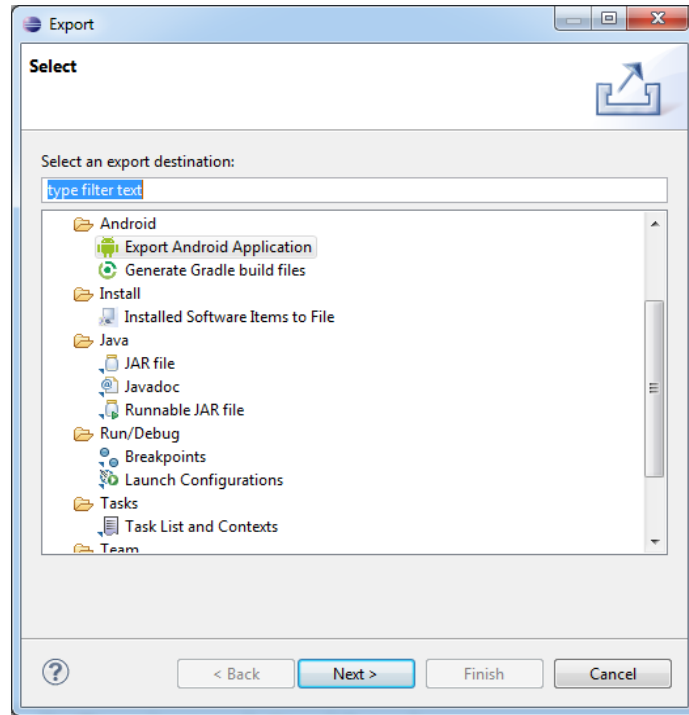 Export
Select
Select an export destination:
type filter text
Android
Export Android Application
Generate Gradle build files
Install
Installed Software Items to File
Java
JAR file
Javadoc
Runnable JAR file
Run/Debug
Breakpoints
Launch Configurations
Tasks
Task List and Contexts
Team
?
< Back
Next >
Finish
Cancel